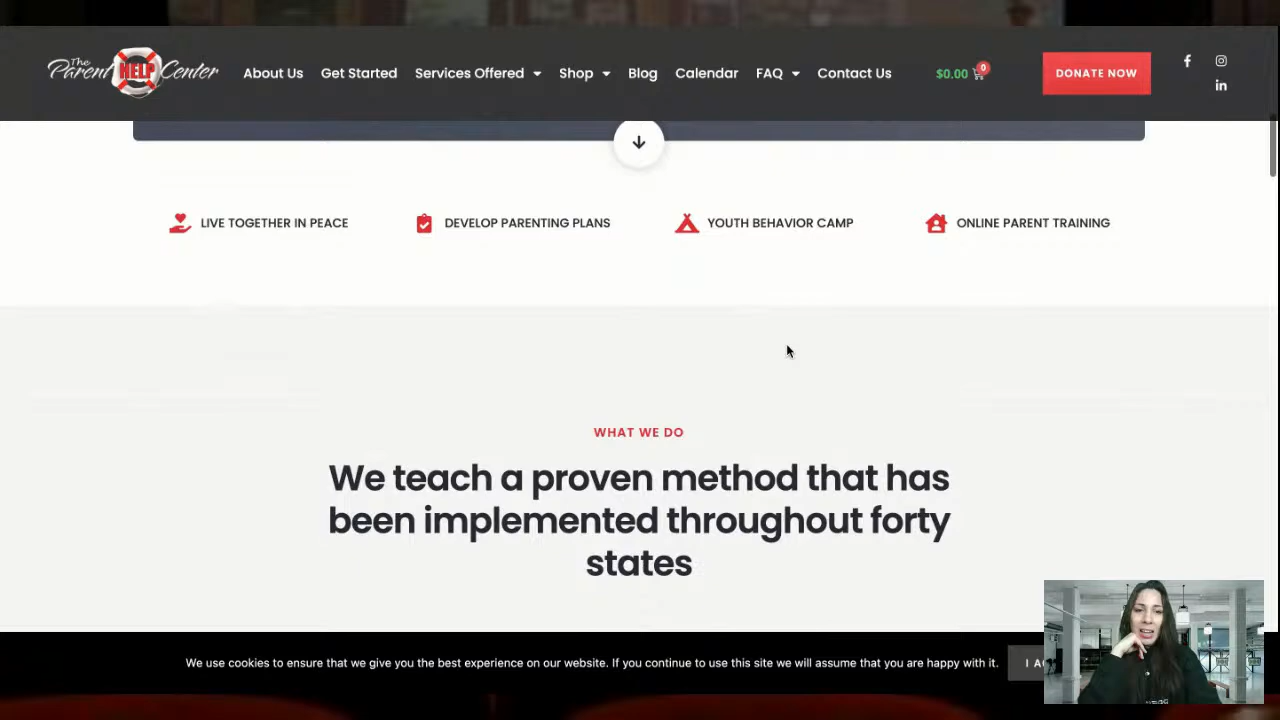 The Parent HELP Center
About Us
Get Started
Services Offered
Shop
Blog
Calendar
FAQ
Contact Us
$0.00
0
DONATE NOW
LIVE TOGETHER IN PEACE
DEVELOP PARENTING PLANS
YOUTH BEHAVIOR CAMP
ONLINE PARENT TRAINING
WHAT WE DO
We teach a proven method that has
been implemented throughout forty
states
We use cookies to ensure that we give you the best experience on our website. If you continue to use this site we will assume that you are happy with it.
I